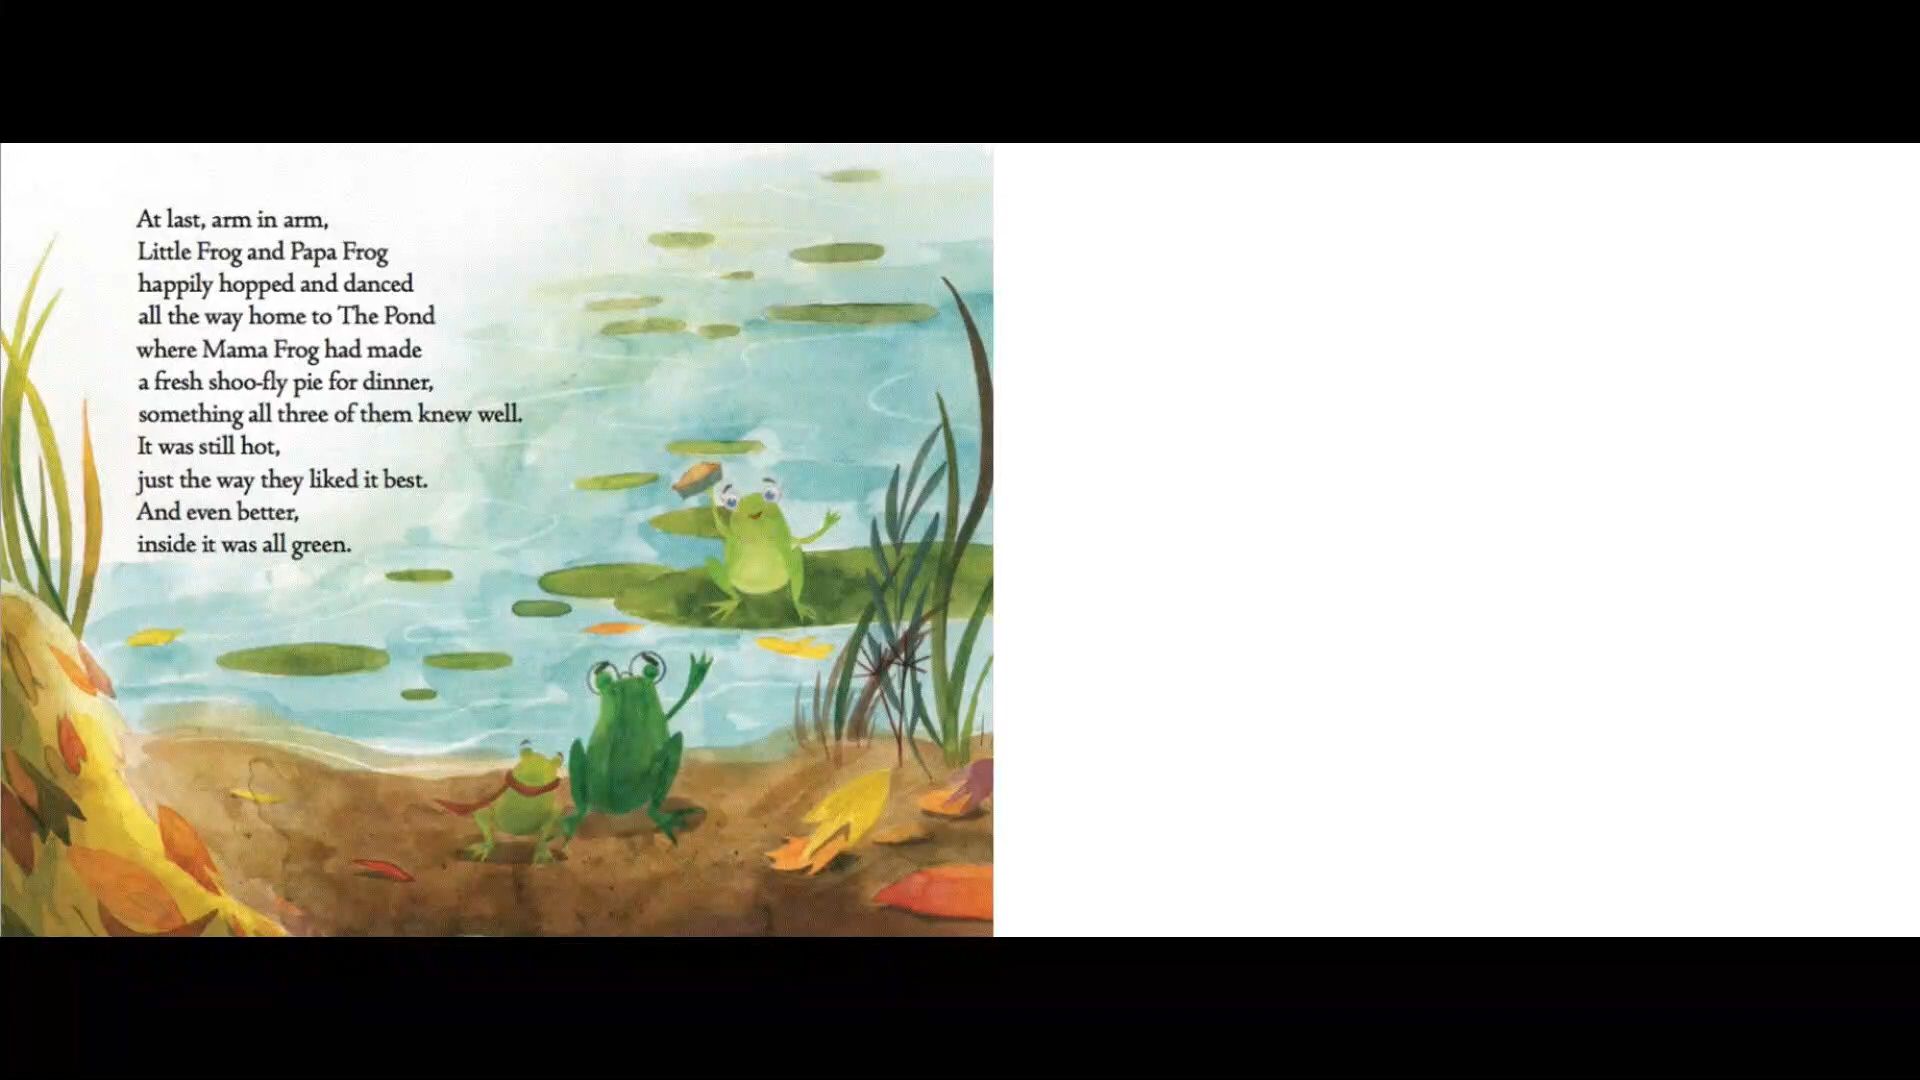 At last, arm in arm,
Little Frog and Papa Frog
happily hopped and danced
all the way home to The Pond
where Mama Frog had made
a fresh shoo-fly pie for dinner,
something all three of them knew well.
It was still hot,
just the way they liked it best.
And even better,
inside it was all green.